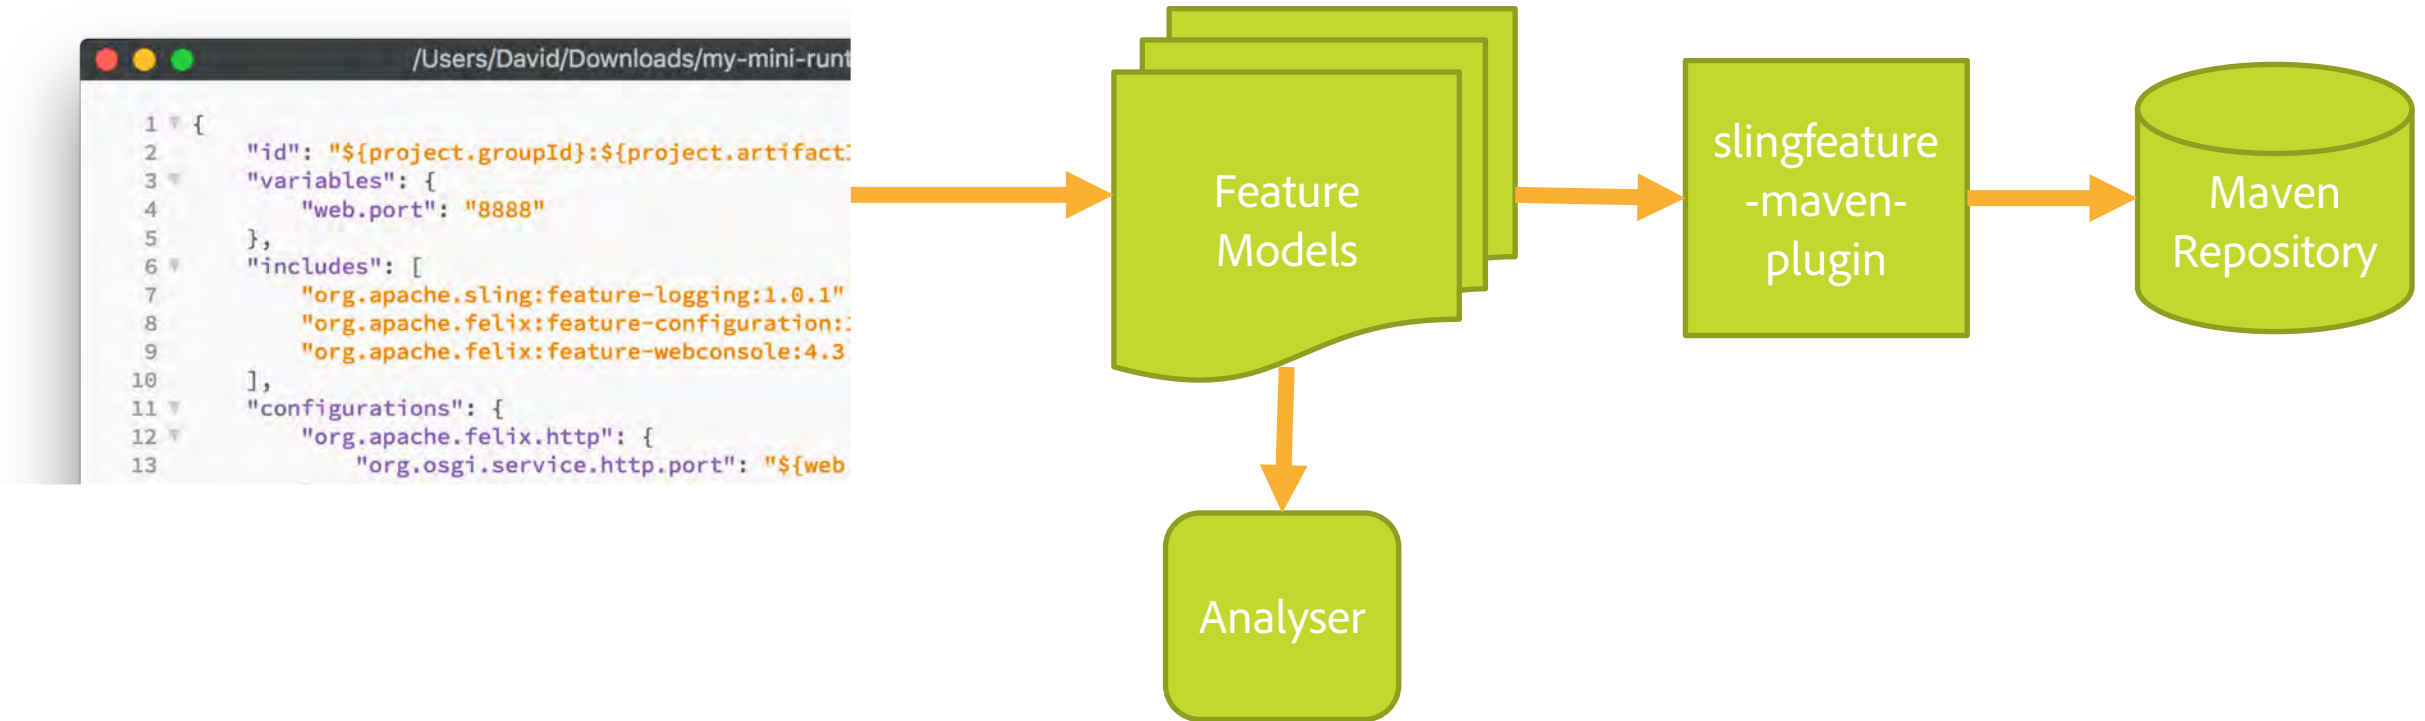 /Users/David/Downloads/my-mini-runt
1 {
2 "id": "${project.groupId}:${project.artifactI
3 "variables": {
4 "web.port": "8888"
5 },
6 "includes": [
7 "org.apache.sling:feature-logging:1.0.1"
8 "org.apache.felix:feature-configuration:
9 "org.apache.felix:feature-webconsole:4.3
10 ],
11 "configurations": {
12 "org.apache.felix.http": {
13 "org.osgi.service.http.port": "${web
Feature
Models
slingfeature
-maven-
plugin
Maven
Repository
Analyser